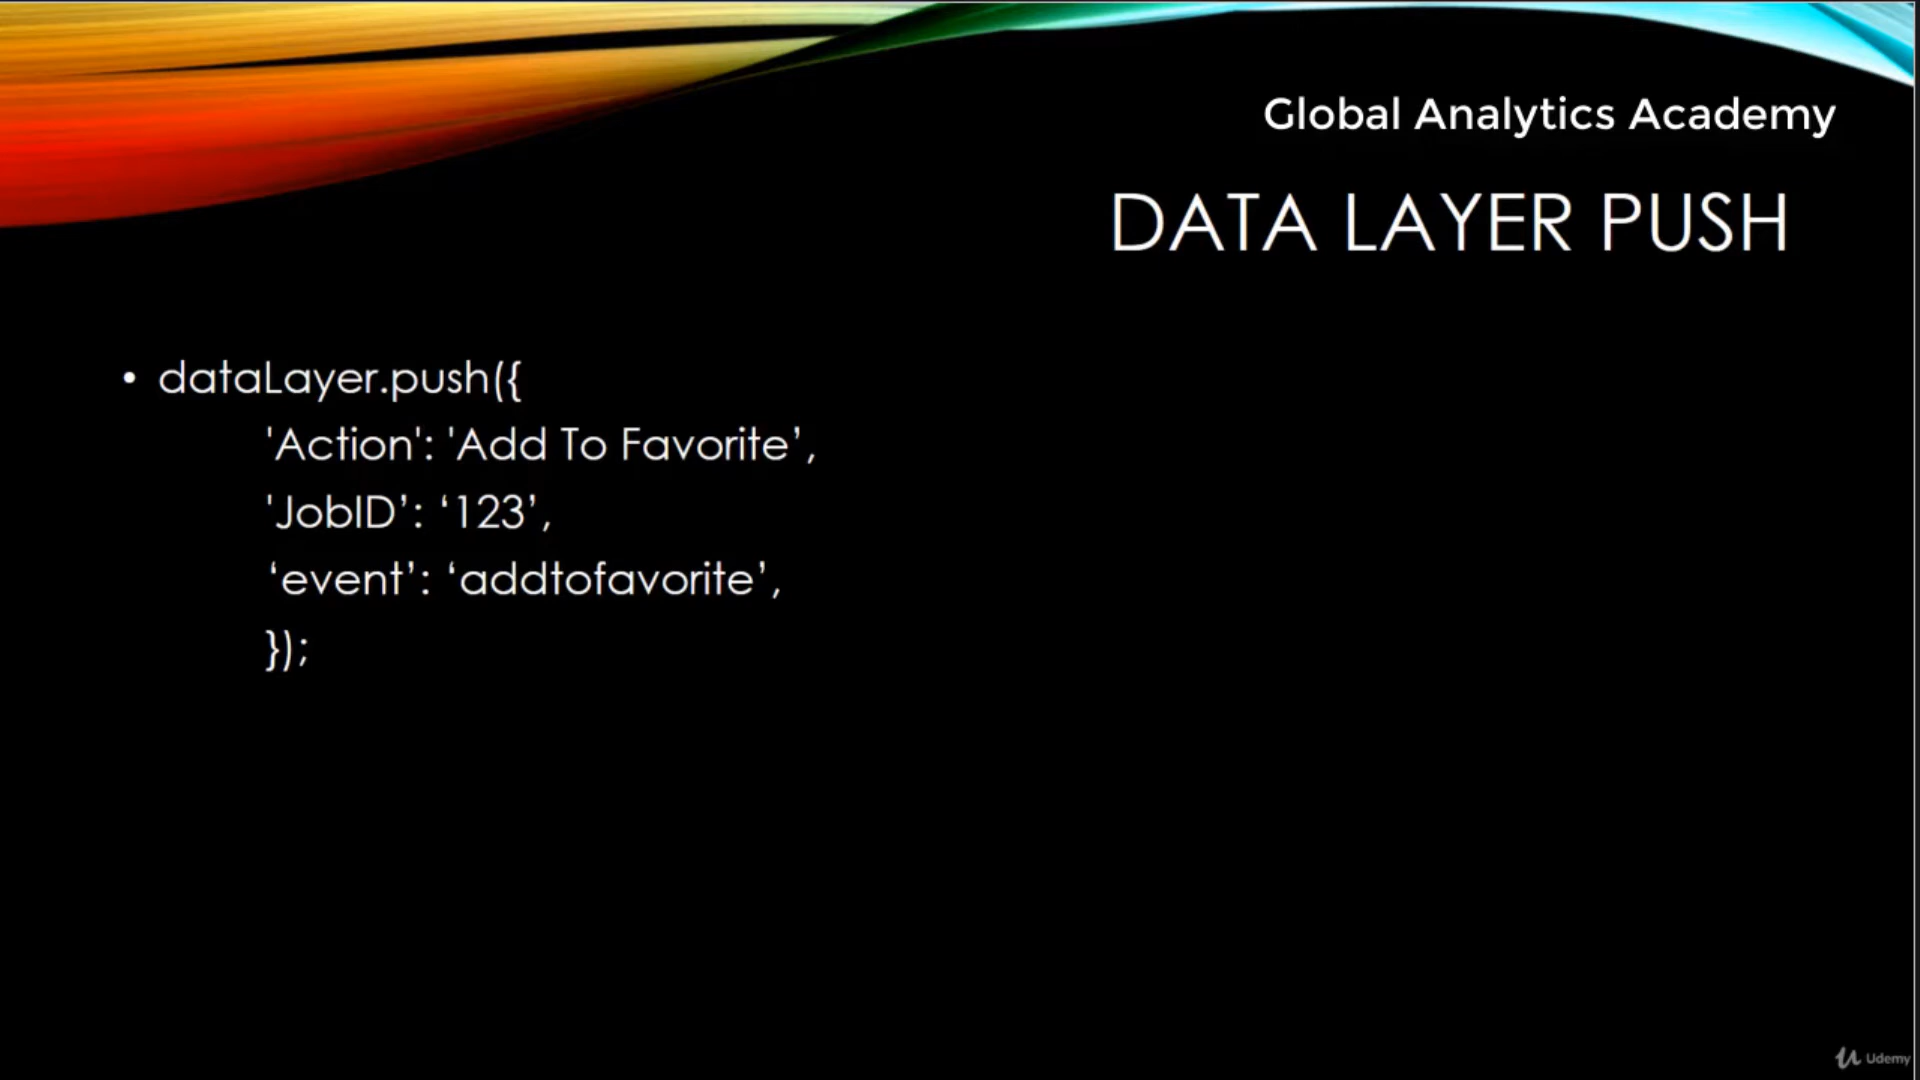 Global Analytics Academy
DATA LAYER PUSH
• dataLayer.push({
'Action': 'Add To Favorite’,
'JobID’: ‘123’,
‘event’: ‘addtofavorite’,
});
Udemy